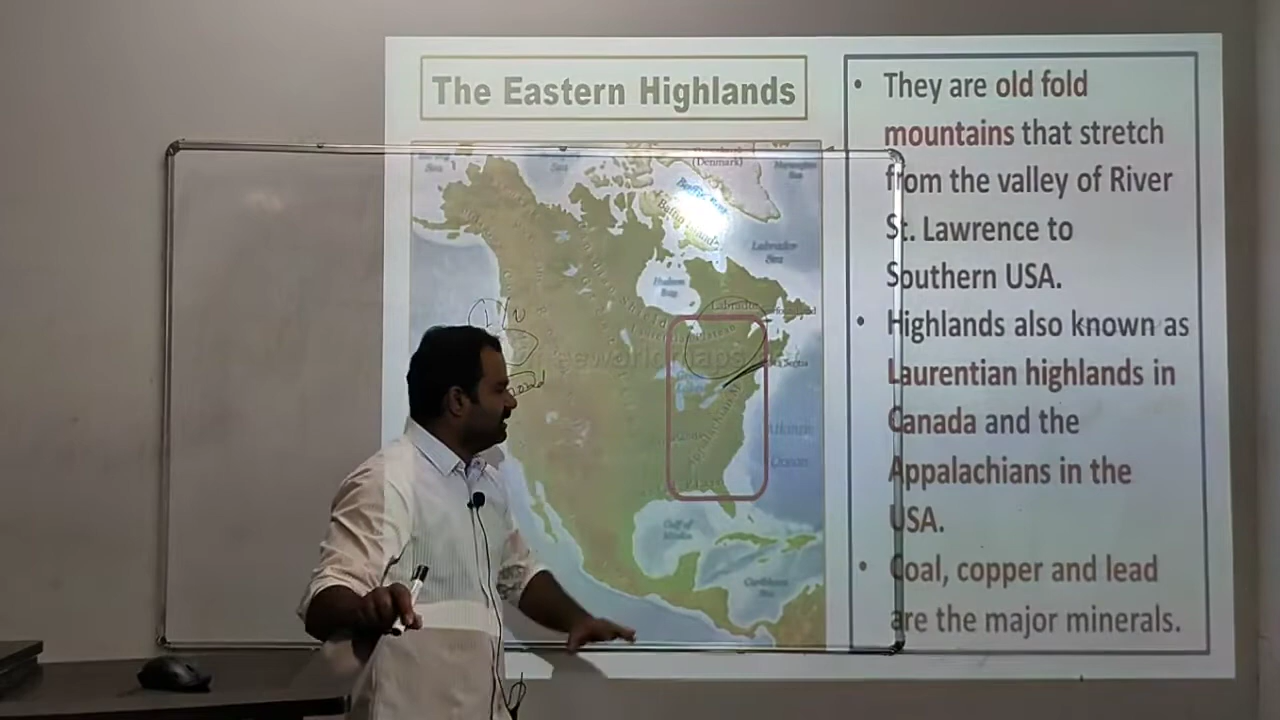 The Eastern Highlands
• They are old fold
mountains that stretch
from the valley of River
St. Lawrence to
Southern USA.
• Highlands also known as
Laurentian highlands in
Canada and the
Appalachians in the
USA.
• Coal, copper and lead
are the major minerals.
(Denmark)
Labrador
Sea
Hudson
Bay
Labrador
Atlantic
Ocean
Gulf of
Caribbean